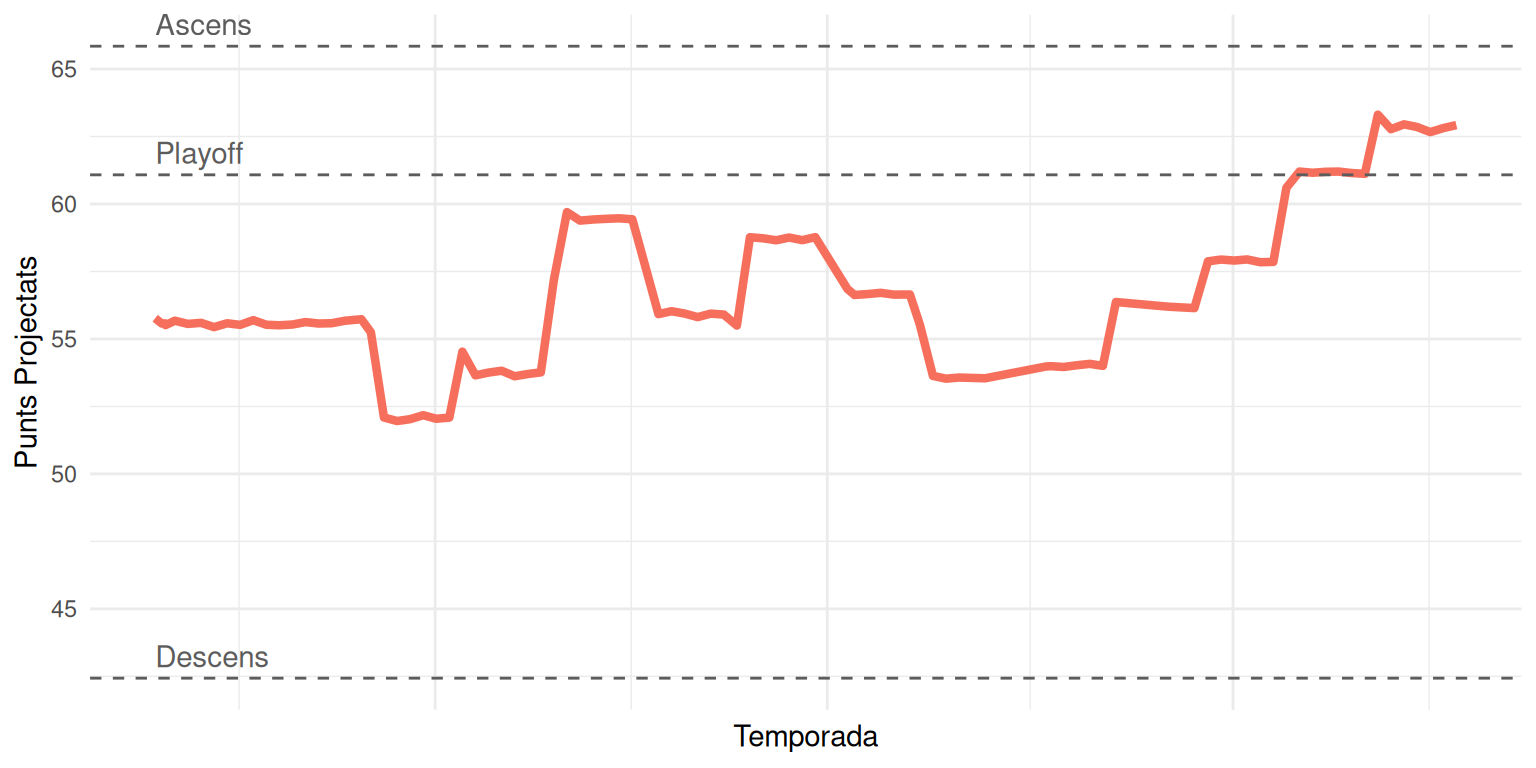 Ascens
65
Playoff
60
55
50
45
Descens
Punts Projectats
Temporada